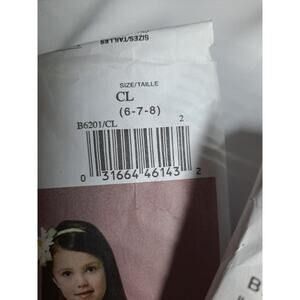 SIZES/TAILLES
SIZE/TAILLE
CL
(6-7-8)
B6201/CL 2
0 31664 46143 2
B